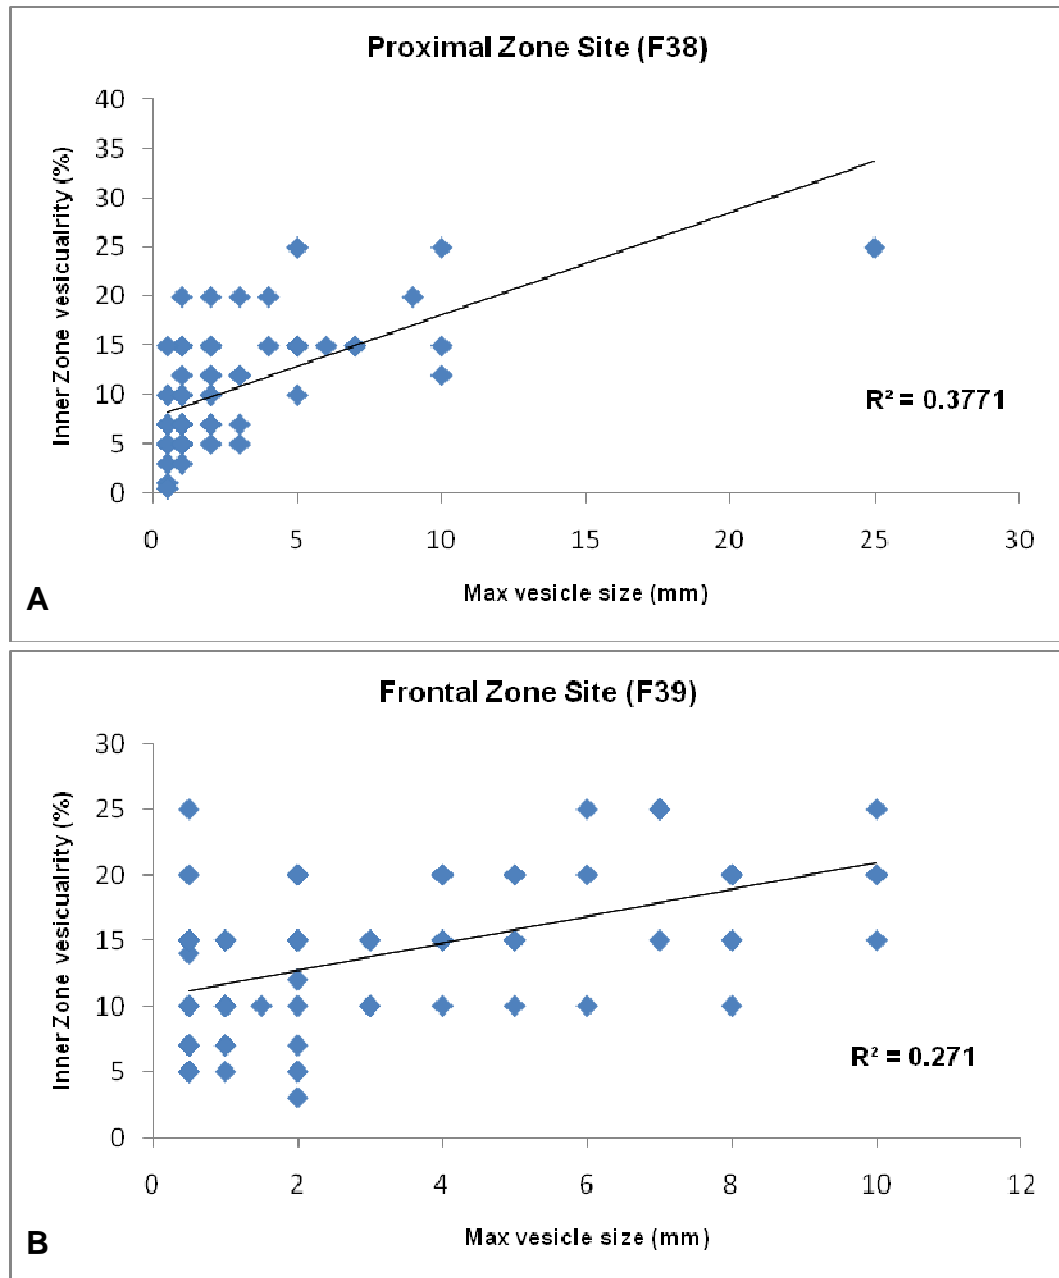 Proximal Zone Site (F38)
40
35
30
25
20
15
10
5
0
Inner Zone vesicualrity (%)
R² = 0.3771
0 5 10 15 20 25 30
Max vesicle size (mm)
A
Frontal Zone Site (F39)
30
25
20
15
10
5
0
Inner Zone vesicualrity (%)
R² = 0.271
0 2 4 6 8 10 12
Max vesicle size (mm)
B